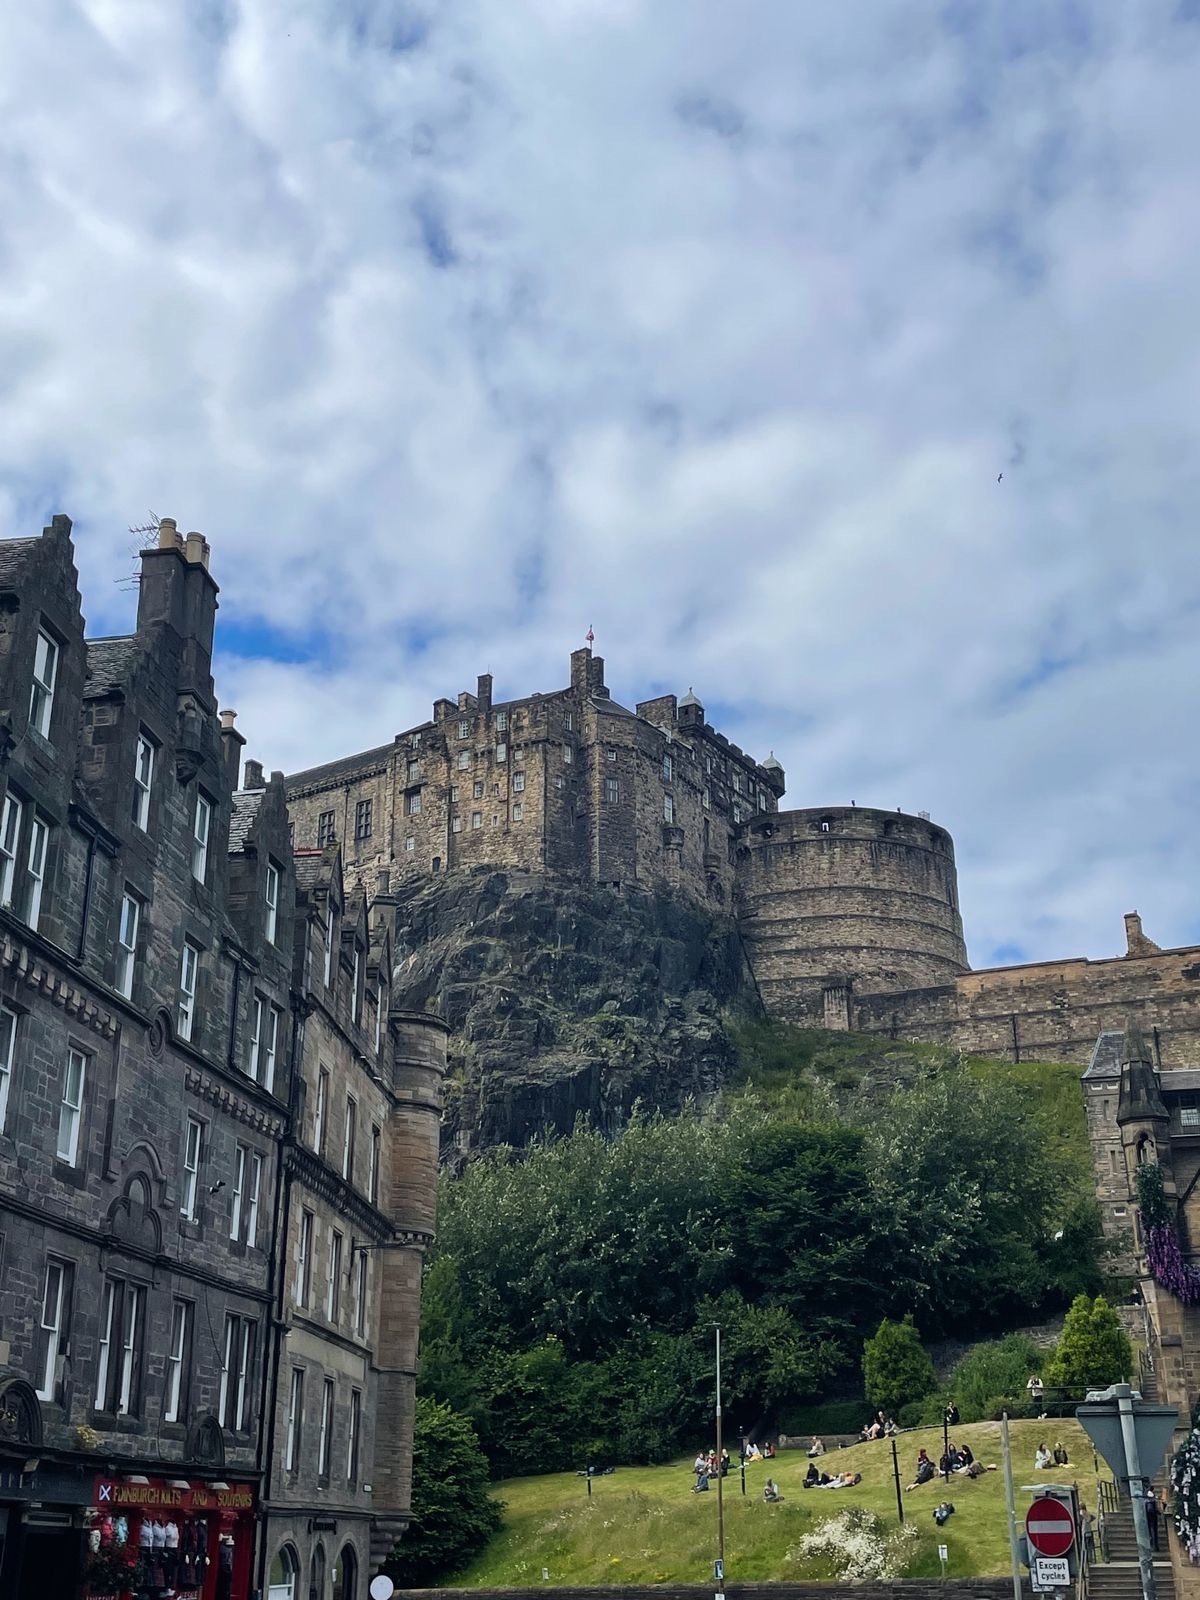 EDINBURGH KILTS AND SOUVENIRS
Except
cycles